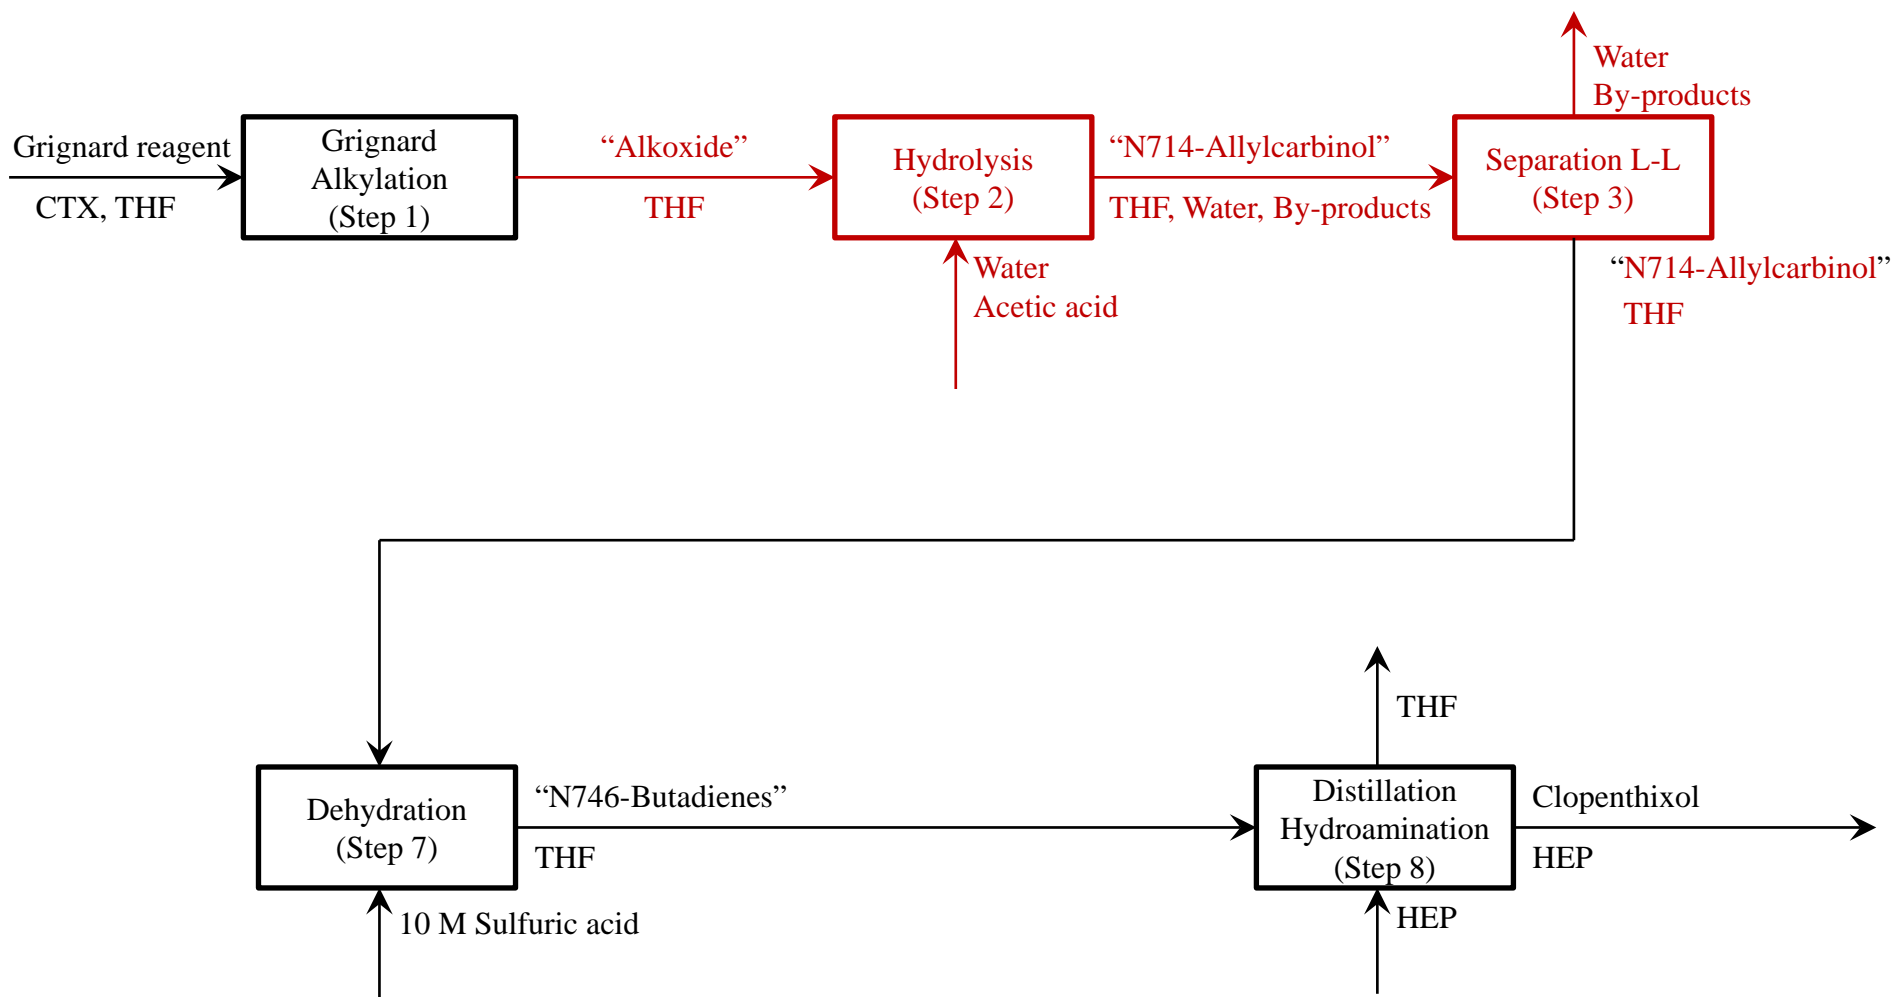 Grignard reagent
CTX, THF
Grignard
Alkylation
(Step 1)
“Alkoxide”
THF
Hydrolysis
(Step 2)
Water
Acetic acid
“N714-Allylcarbinol”
THF, Water, By-products
Separation L-L
(Step 3)
Water
By-products
“N714-Allylcarbinol”
THF
Dehydration
(Step 7)
10 M Sulfuric acid
“N746-Butadienes”
THF
Distillation
Hydroamination
(Step 8)
THF
HEP
Clopenthixol
HEP